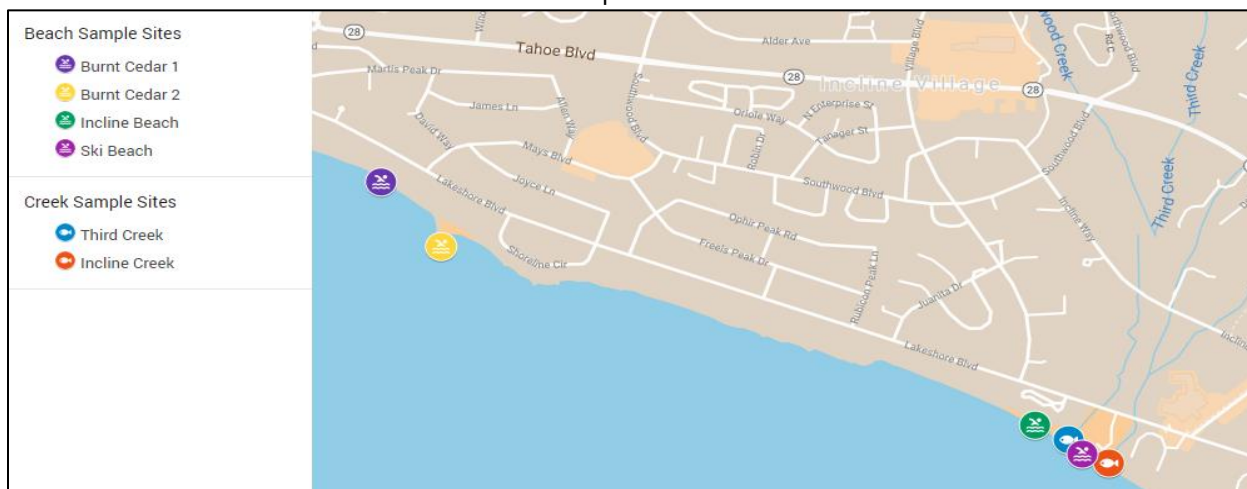 Beach Sample Sites
Burnt Cedar 1
Burnt Cedar 2
Incline Beach
Ski Beach
Creek Sample Sites
Third Creek
Incline Creek
28
Tahoe Blvd
Alder Ave
Village Blvd
28
Incline Village
28
Northwood Blvd
Rd C
Third Creek
Martis Peak Dr
James Ln
Allen Way
Southwood Blvd
Oriole Way
N Enterprise St
Tanager St
Robin Dr
David Way
Mays Blvd
Joyce Ln
Lakeshore Blvd
Shoreline Cir
Southwood Blvd
Ophir Peak Rd
Freels Peak Dr
Rubicon Peak Ln
Juanita Dr
Southwood Blvd
Incline Way
Third Creek
Lakeshore Blvd